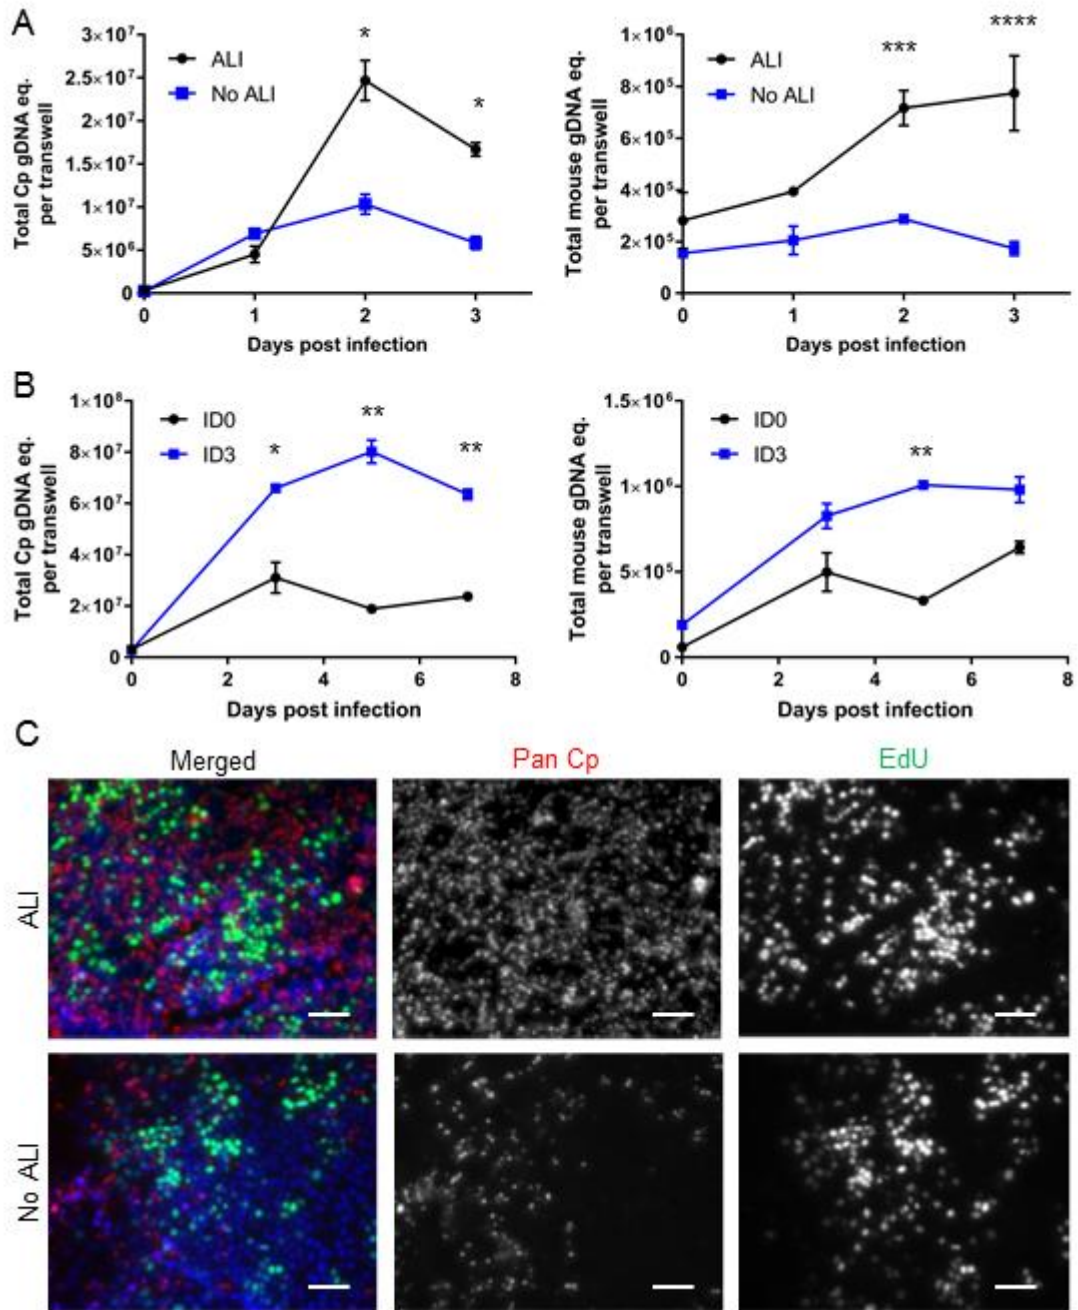 A
Total Cp gDNA eq.
per transwell
3×10⁷
2.5×10⁷
2×10⁷
1.5×10⁷
1×10⁷
5×10⁶
0
ALI
No ALI
*
*
0 1 2 3
Days post infection
Total mouse gDNA eq.
per transwell
1×10⁶
8×10⁵
6×10⁵
4×10⁵
2×10⁵
0
ALI
No ALI
***
****
0 1 2 3
Days post infection
B
Total Cp gDNA eq.
per transwell
1×10⁸
8×10⁷
6×10⁷
4×10⁷
2×10⁷
0
ID0
ID3
*
**
**
0 2 4 6 8
Days post infection
Total mouse gDNA eq.
per transwell
1.5×10⁶
1×10⁶
5×10⁵
0
ID0
ID3
**
0 2 4 6 8
Days post infection
C
Merged Pan Cp EdU
ALI
No ALI